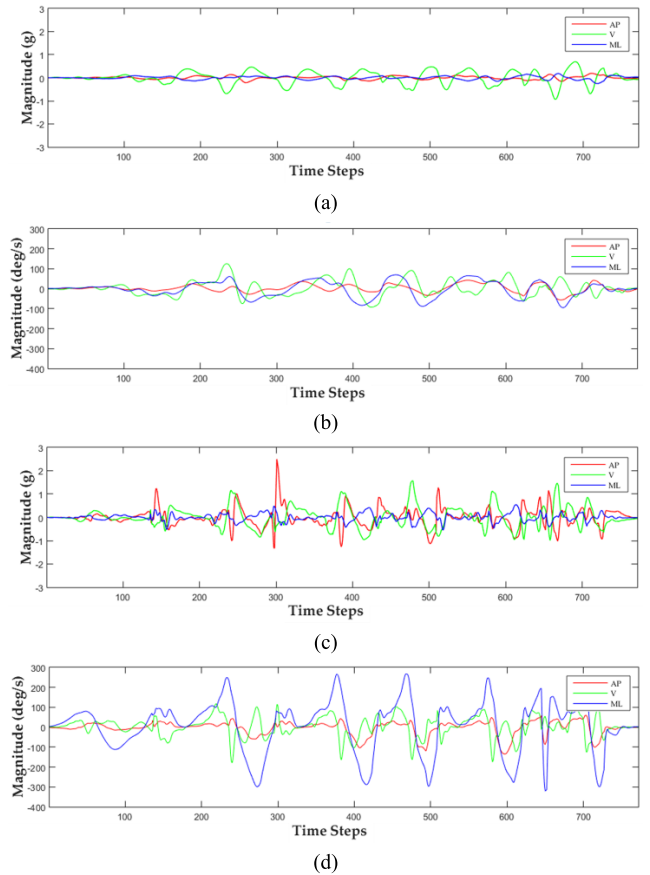 3
2
1
0
-1
-2
-3
Magnitude (g)
100 200 300 400 500 600 700
Time Steps
AP
V
ML
(a)
300
200
100
0
-100
-200
-300
-400
Magnitude (deg/s)
100 200 300 400 500 600 700
Time Steps
AP
V
ML
(b)
3
2
1
0
-1
-2
-3
Magnitude (g)
100 200 300 400 500 600 700
Time Steps
AP
V
ML
(c)
300
200
100
0
-100
-200
-300
-400
Magnitude (deg/s)
100 200 300 400 500 600 700
Time Steps
AP
V
ML
(d)